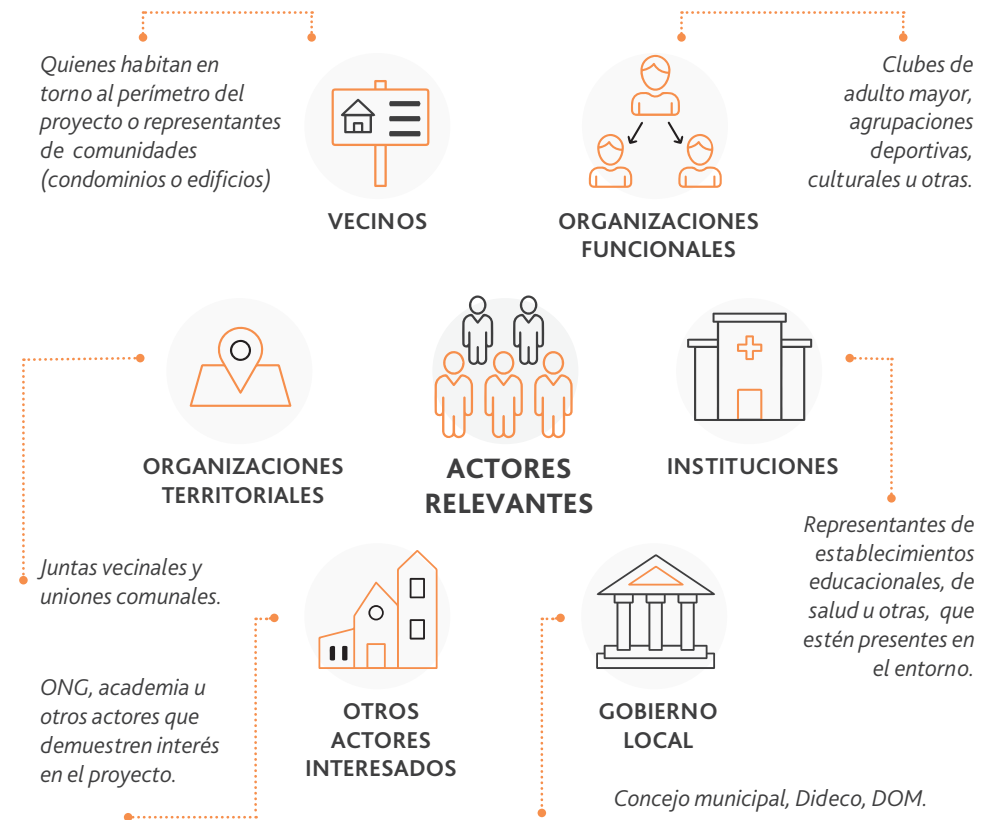 Quienes habitan en
torno al perímetro del
proyecto o representantes
de comunidades
(condominios o edificios)
VECINOS
Clubes de
adulto mayor,
agrupaciones
deportivas,
culturales u otras.
ORGANIZACIONES
FUNCIONALES
ORGANIZACIONES
TERRITORIALES
ACTORES
RELEVANTES
INSTITUCIONES
Juntas vecinales y
uniones comunales.
Representantes de
establecimientos
educacionales, de
salud u otras, que
estén presentes en
el entorno.
ONG, academia u
otros actores que
demuestren interés
en el proyecto.
OTROS
ACTORES
INTERESADOS
GOBIERNO
LOCAL
Concejo municipal, Dideco, DOM.